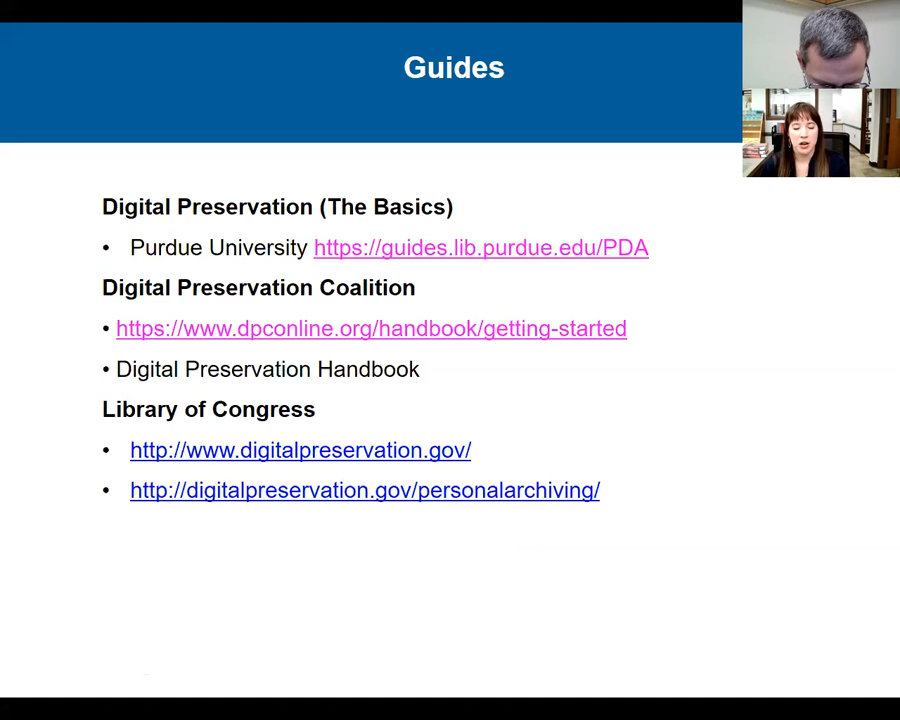 Guides
Digital Preservation (The Basics)
• Purdue University https://guides.lib.purdue.edu/PDA
Digital Preservation Coalition
• https://www.dpconline.org/handbook/getting-started
• Digital Preservation Handbook
Library of Congress
• http://www.digitalpreservation.gov/
• http://digitalpreservation.gov/personalarchiving/